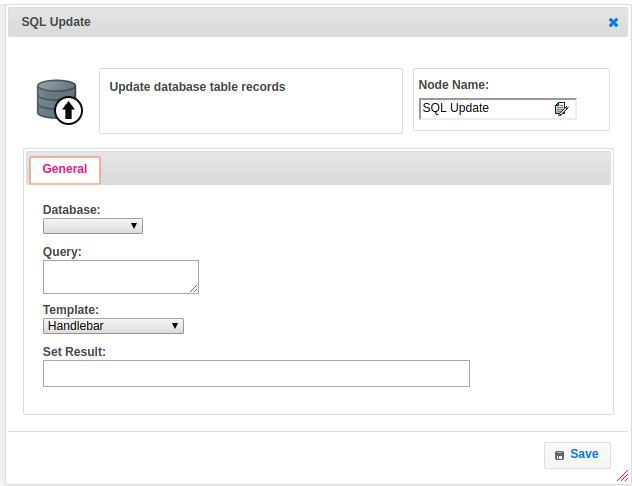 SQL Update
Update database table records
Node Name:
SQL Update
General
Database:
Query:
Template:
Handlebar
Set Result:
Save